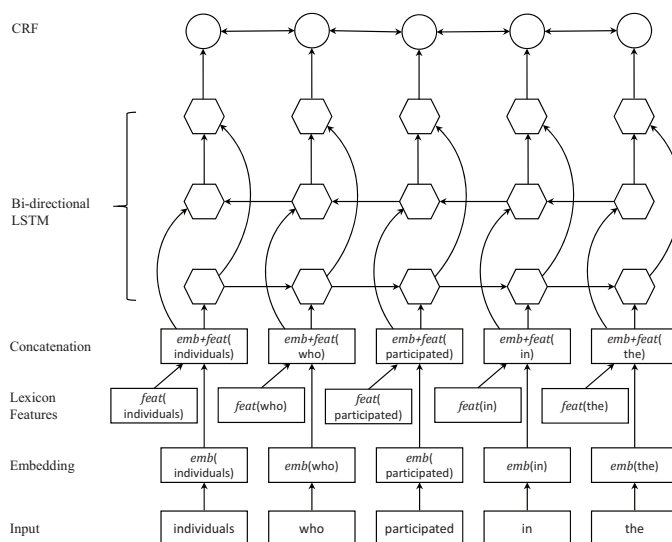 CRF
Bi-directional
LSTM
Concatenation
emb+feat(
individuals)
emb+feat(
who)
emb+feat(
participated)
emb+feat(
in)
emb+feat(
the)
Lexicon
Features
feat(
individuals)
feat(who)
feat(
participated)
feat(in)
feat(the)
Embedding
emb(
individuals)
emb(who)
emb(
participated)
emb(in)
emb(the)
Input
individuals
who
participated
in
the